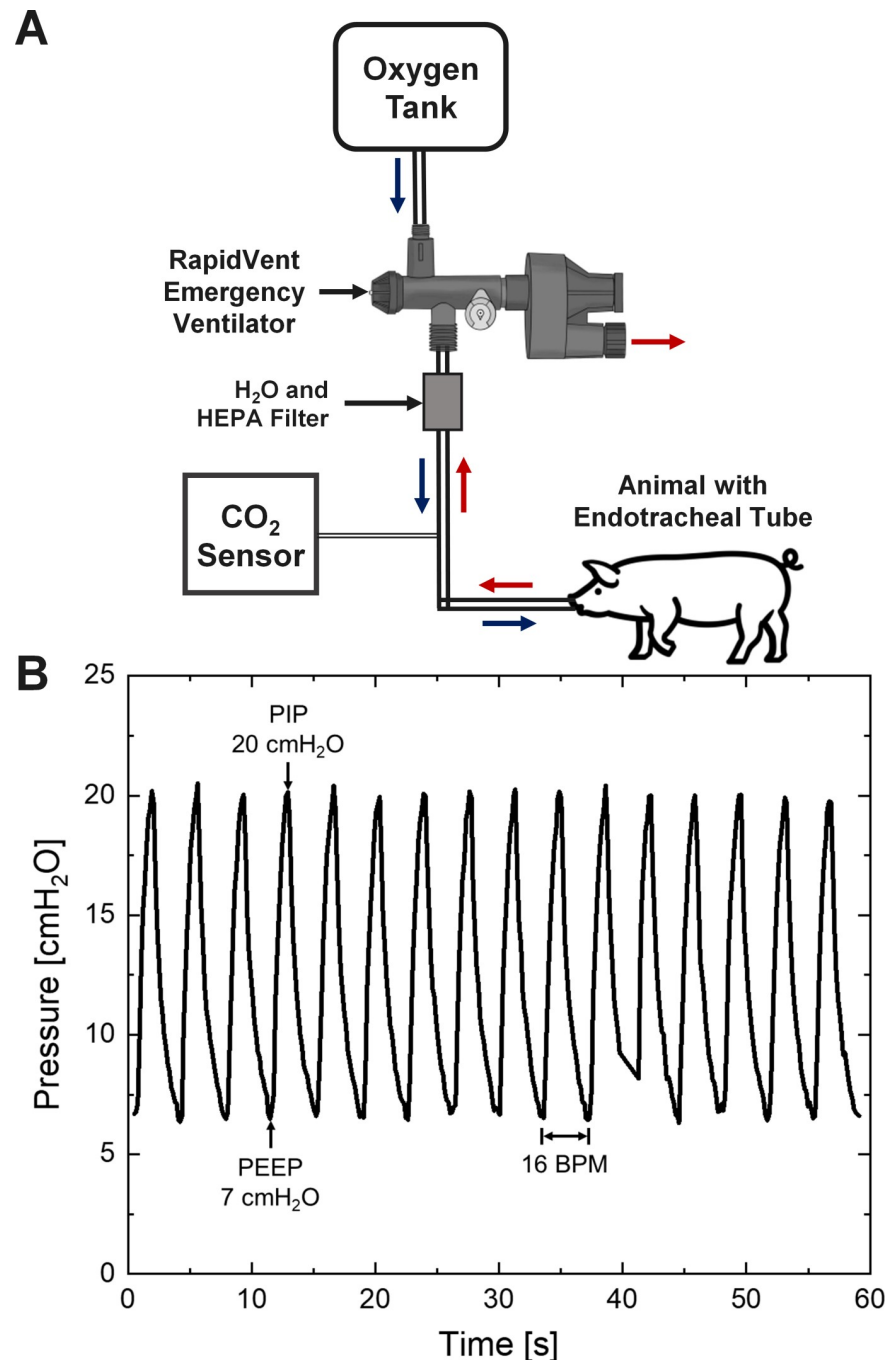 A
Oxygen
Tank
RapidVent
Emergency
Ventilator
H₂O and
HEPA Filter
CO₂
Sensor
Animal with
Endotracheal Tube
B
25
20
15
10
5
0
Pressure [cmH₂O]
PIP
20 cmH₂O
PEEP
7 cmH₂O
16 BPM
0 10 20 30 40 50 60
Time [s]